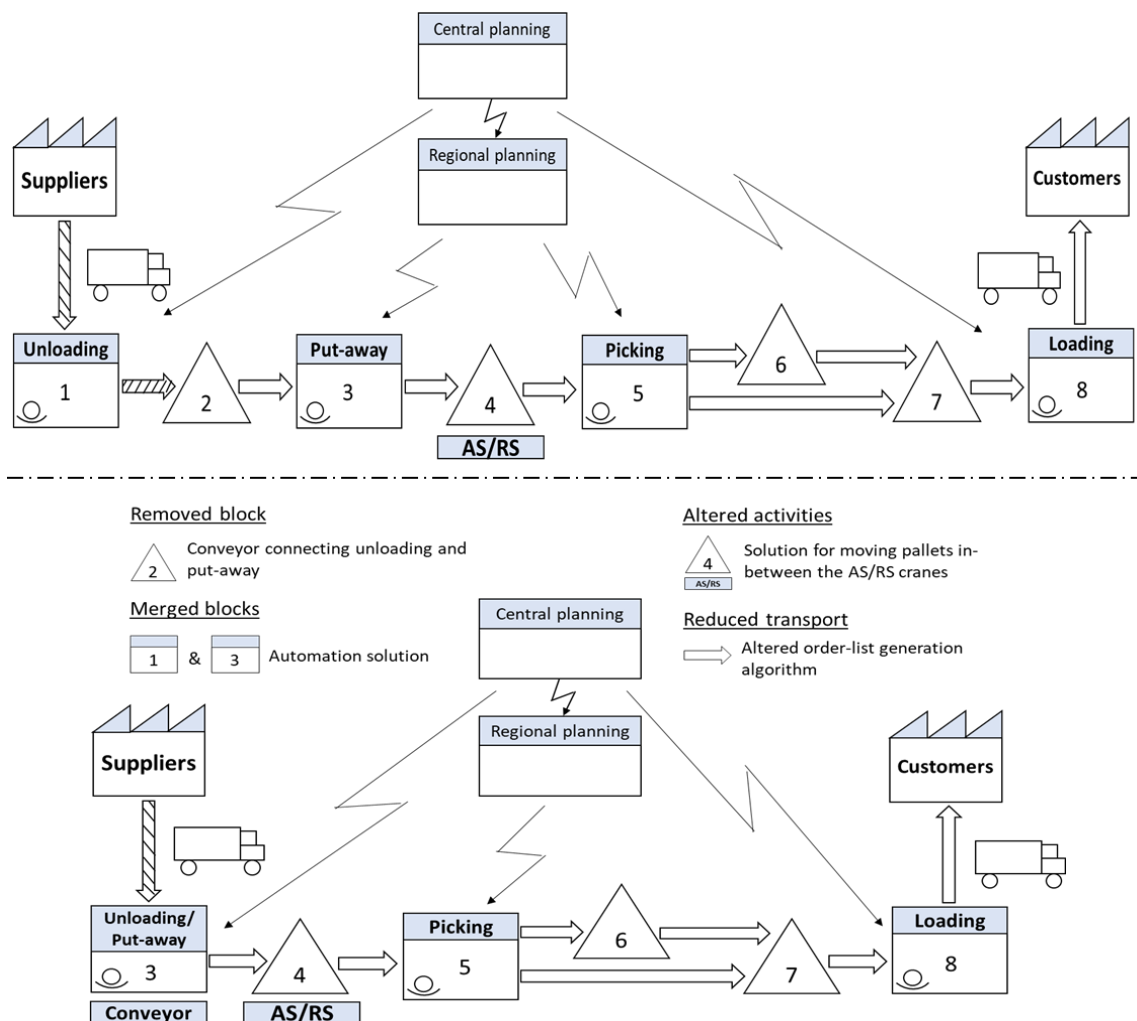 Central planning
Regional planning
Suppliers
Customers
Unloading
1
2
Put-away
3
4
AS/RS
Picking
5
6
7
Loading
8
Removed block
2
Conveyor connecting unloading and
put-away
Merged blocks
1
&
3
Automation solution
Altered activities
4
AS/RS
Solution for moving pallets in-
between the AS/RS cranes
Reduced transport
Altered order-list generation
algorithm
Central planning
Regional planning
Suppliers
Customers
Unloading/
Put-away
3
Conveyor
4
AS/RS
Picking
5
6
7
Loading
8